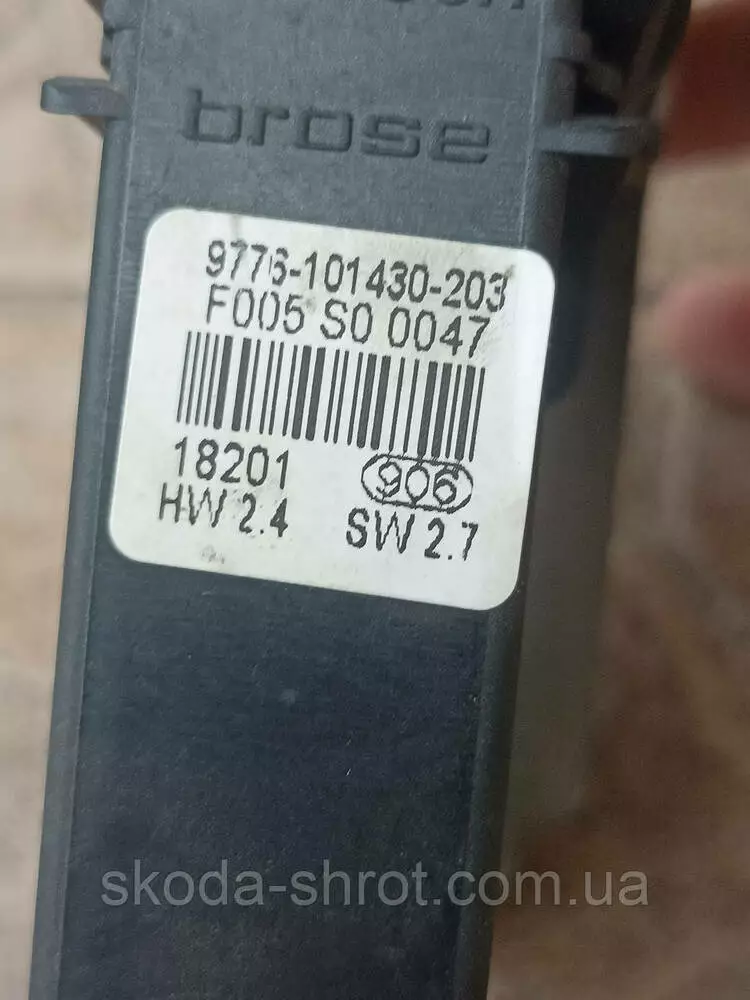 brose
9776-101430-203
F005 S0 0047
18201 906
HW 2.4 SW 2.7
skoda-shrot.com.ua